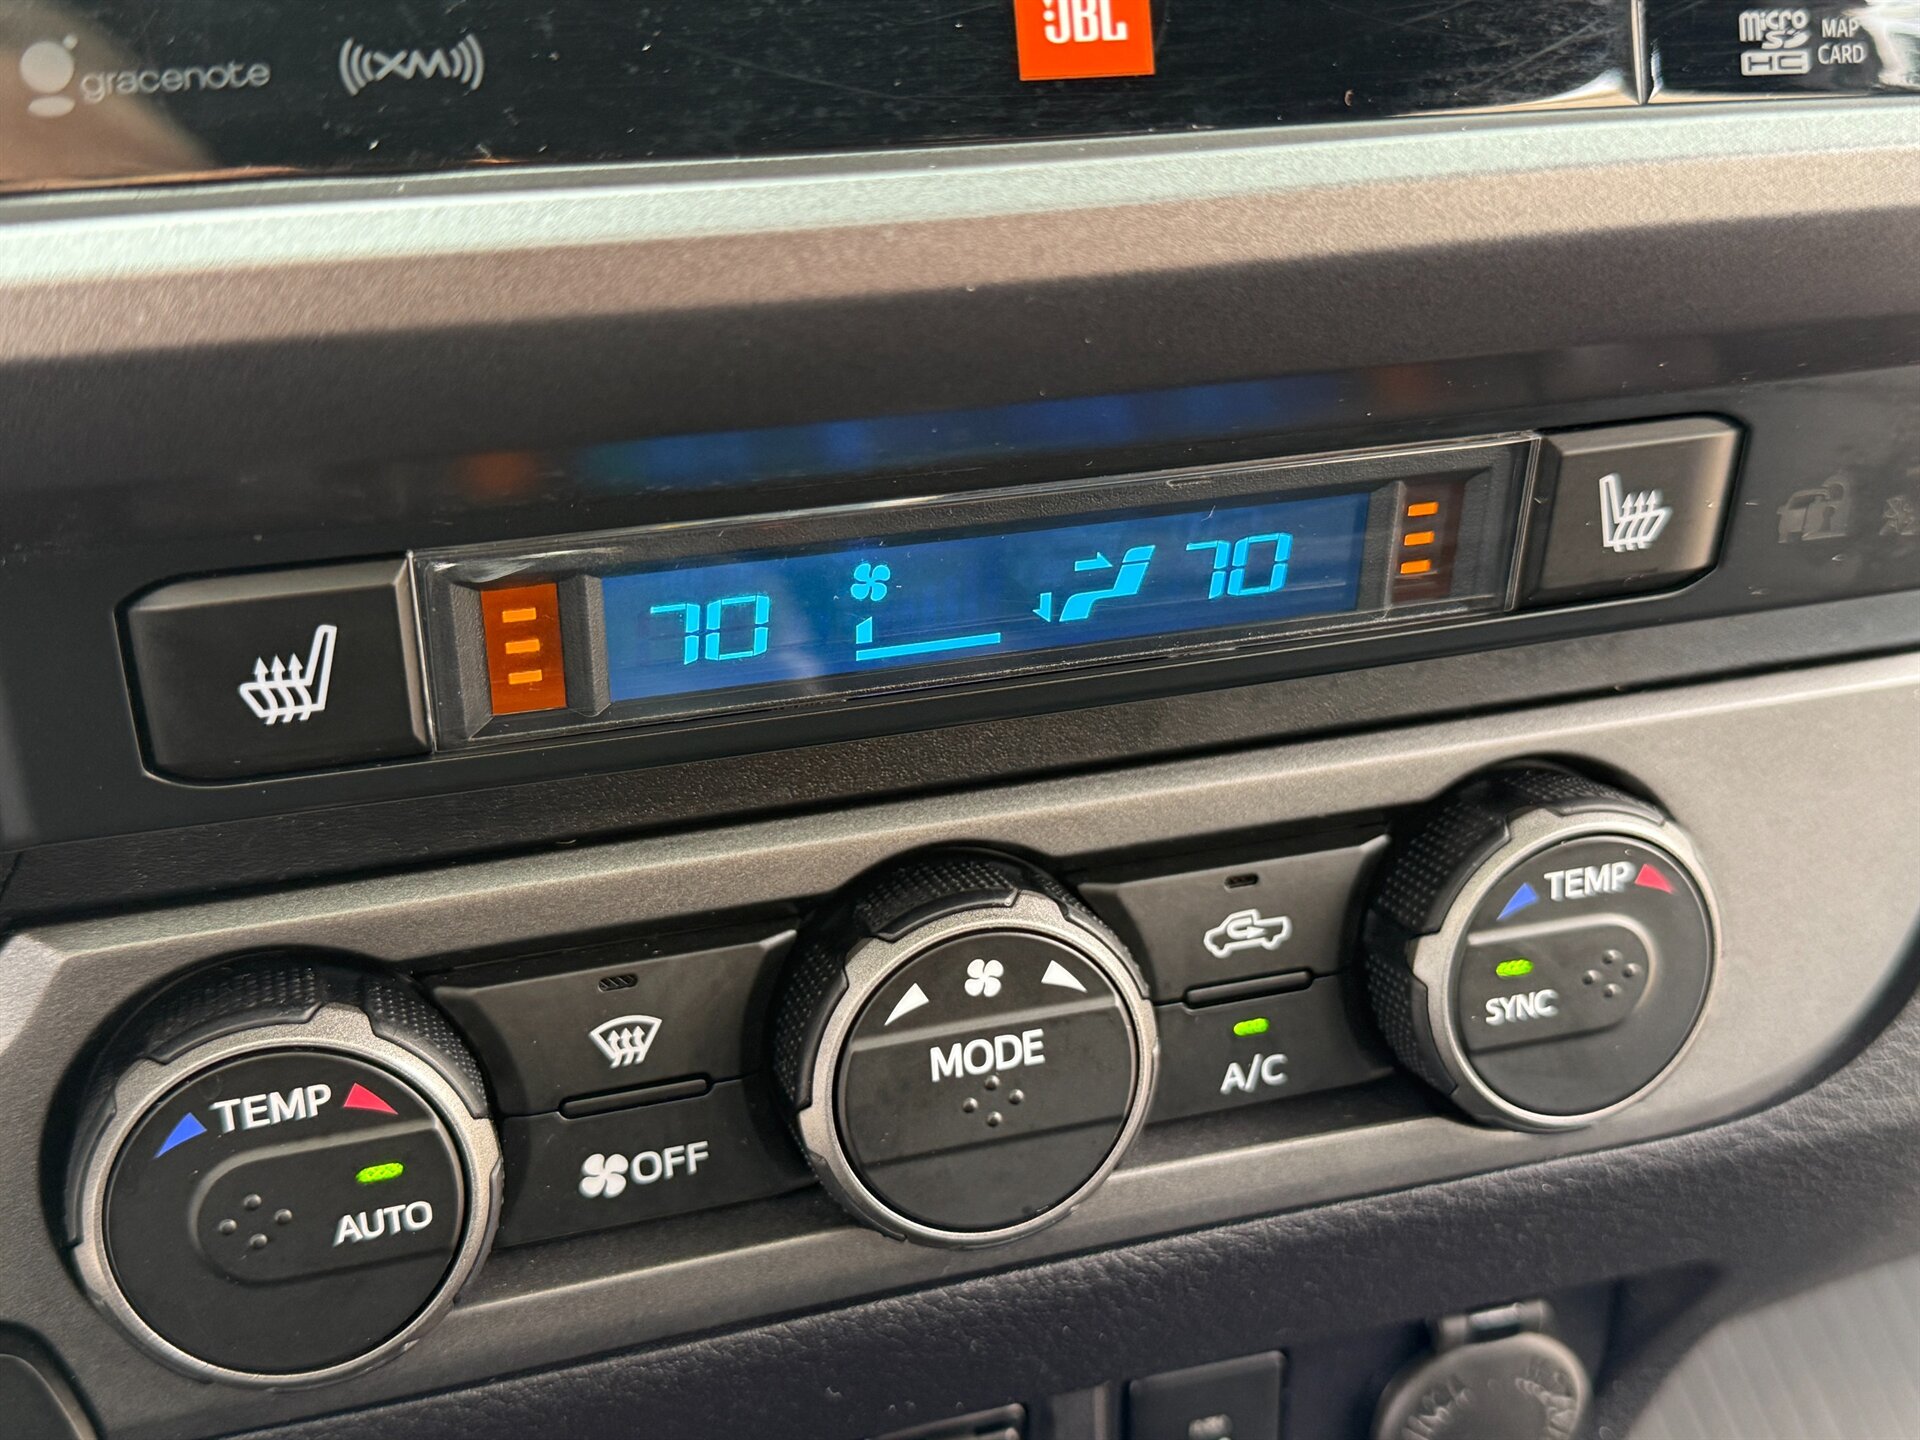 gracenote
XM
JBL
micro
SD
HC
MAP
CARD
70
70
TEMP
AUTO
OFF
MODE
A/C
TEMP
SYNC